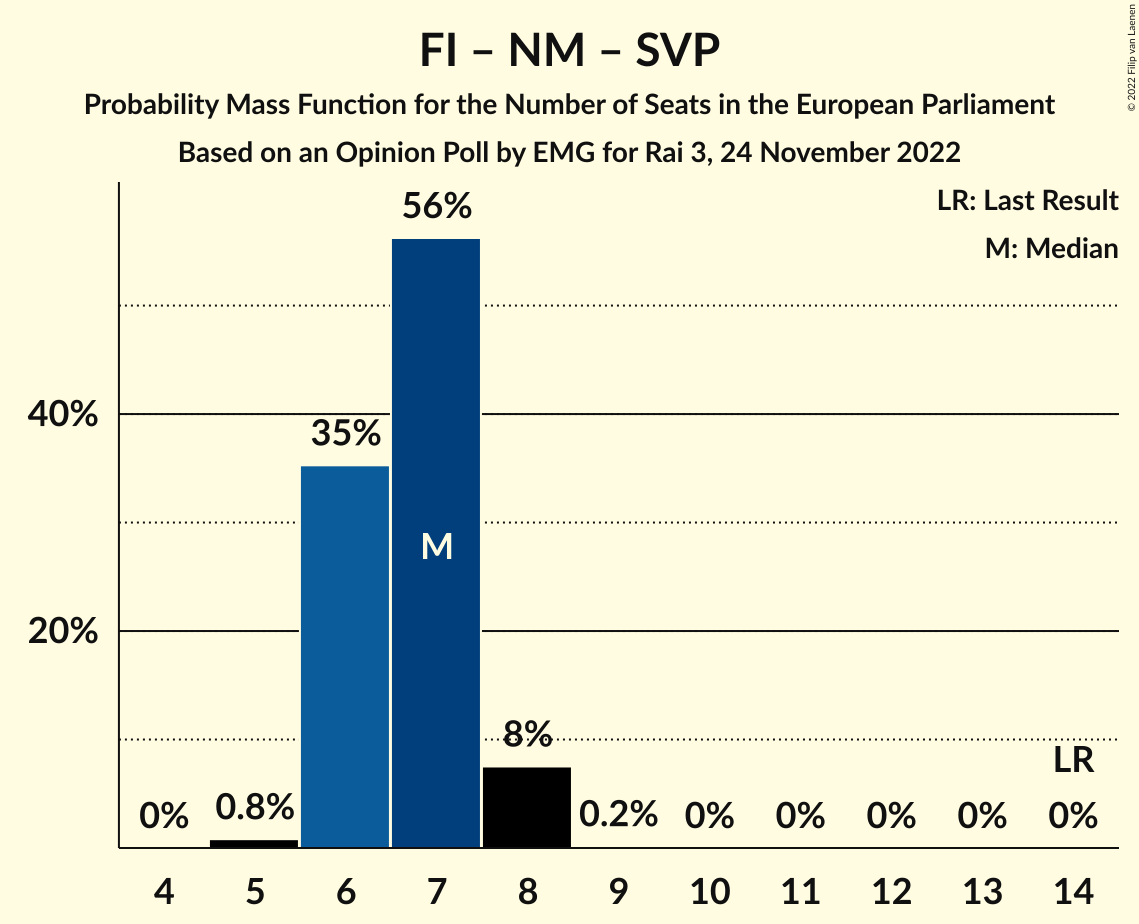 FI – NM – SVP
Probability Mass Function for the Number of Seats in the European Parliament
Based on an Opinion Poll by EMG for Rai 3, 24 November 2022
© 2022 Filip van Laenen
LR: Last Result
M: Median
56%
40%
35%
M
20%
8%
LR
0%
0.8%
0.2%
0%
0%
0%
0%
0%
4 5 6 7 8 9 10 11 12 13 14